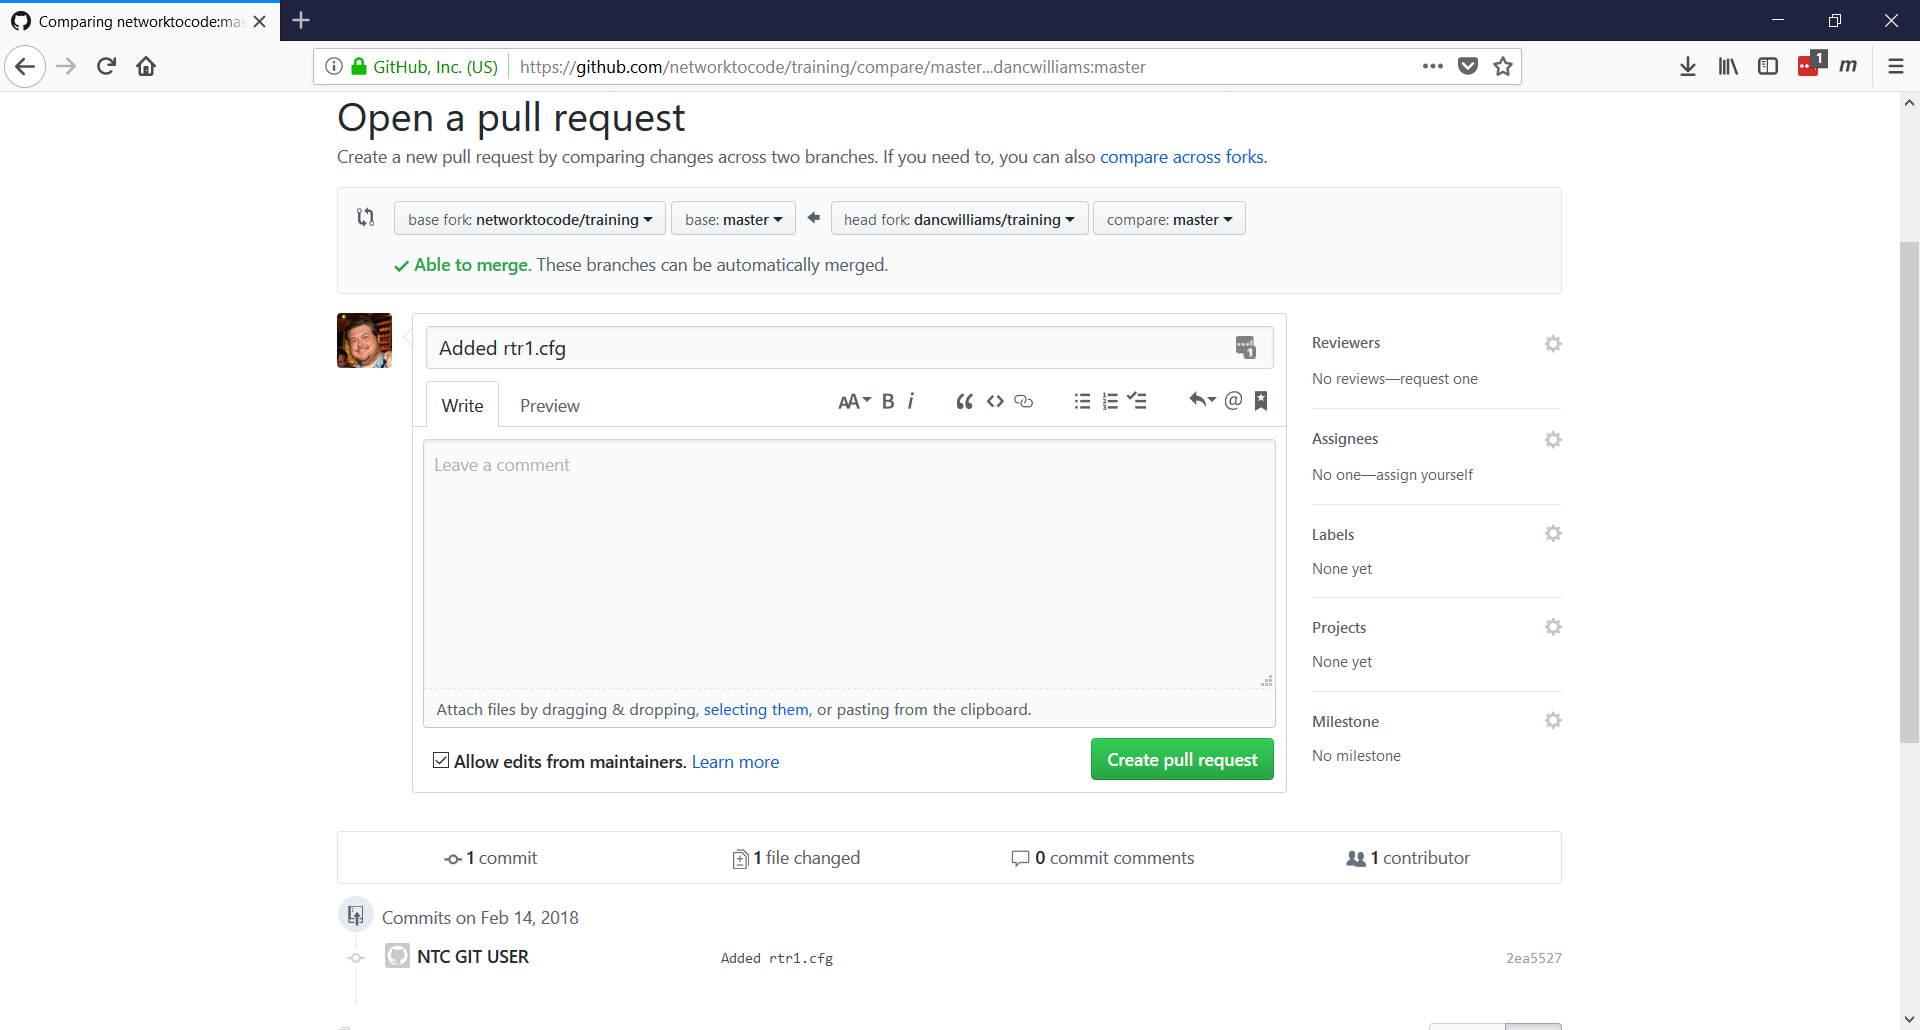 Comparing networktocode:mas
GitHub, Inc. (US) https://github.com/networktocode/training/compare/master...dancwilliams:master
1
m
Open a pull request
Create a new pull request by comparing changes across two branches. If you need to, you can also compare across forks.
base fork: networktocode/training base: master head fork: dancwilliams/training compare: master
Able to merge. These branches can be automatically merged.
Added rtr1.cfg
1
Write Preview
AA B i
Leave a comment
Attach files by dragging & dropping, selecting them, or pasting from the clipboard.
Allow edits from maintainers. Learn more
Create pull request
Reviewers
No reviews—request one
Assignees
No one—assign yourself
Labels
None yet
Projects
None yet
Milestone
No milestone
1 commit 1 file changed 0 commit comments 1 contributor
Commits on Feb 14, 2018
NTC GIT USER Added rtr1.cfg 2ea5527